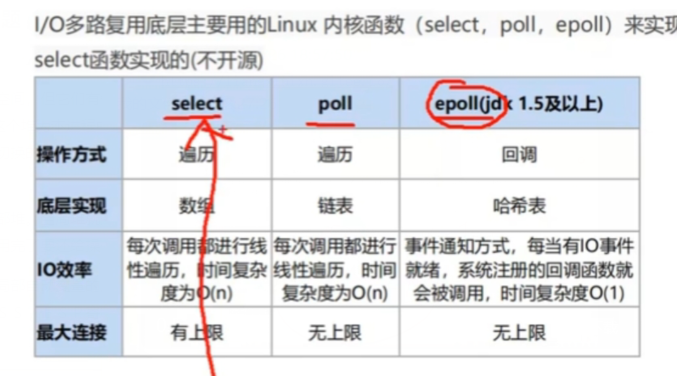 I/O多路复用底层主要用的Linux 内核函数（select，poll，epoll）来实现
select函数实现的(不开源)
select poll epoll(jdk 1.5及以上)
操作方式 遍历 遍历 回调
底层实现 数组 链表 哈希表
每次调用都进行线 每次调用都进行 事件通知方式，每当有IO事件
IO效率 性遍历，时间复杂 线性遍历，时间 就绪，系统注册的回调函数就
度为O(n) 复杂度为O(n) 会被调用，时间复杂度O(1)
最大连接 有上限 无上限 无上限